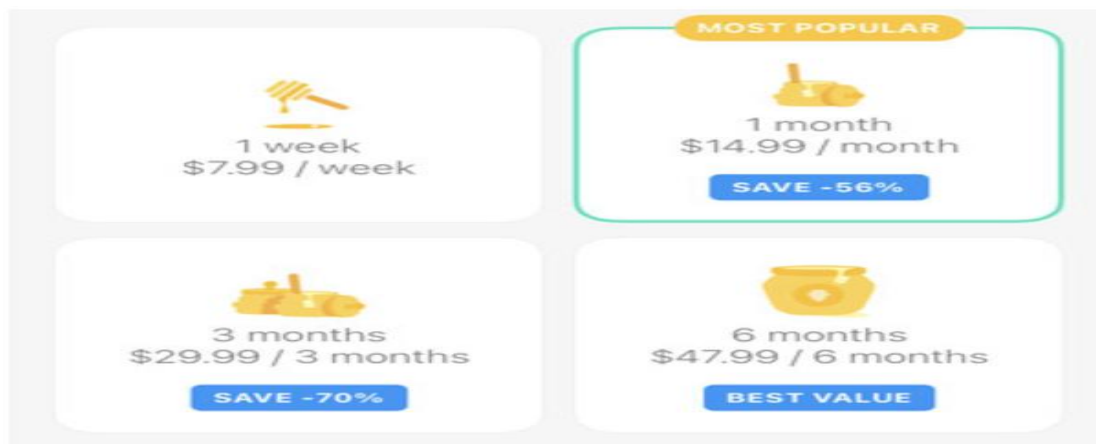 1 week
$7.99 / week
MOST POPULAR
1 month
$14.99 / month
SAVE -56%
3 months
$29.99 / 3 months
SAVE -70%
6 months
$47.99 / 6 months
BEST VALUE